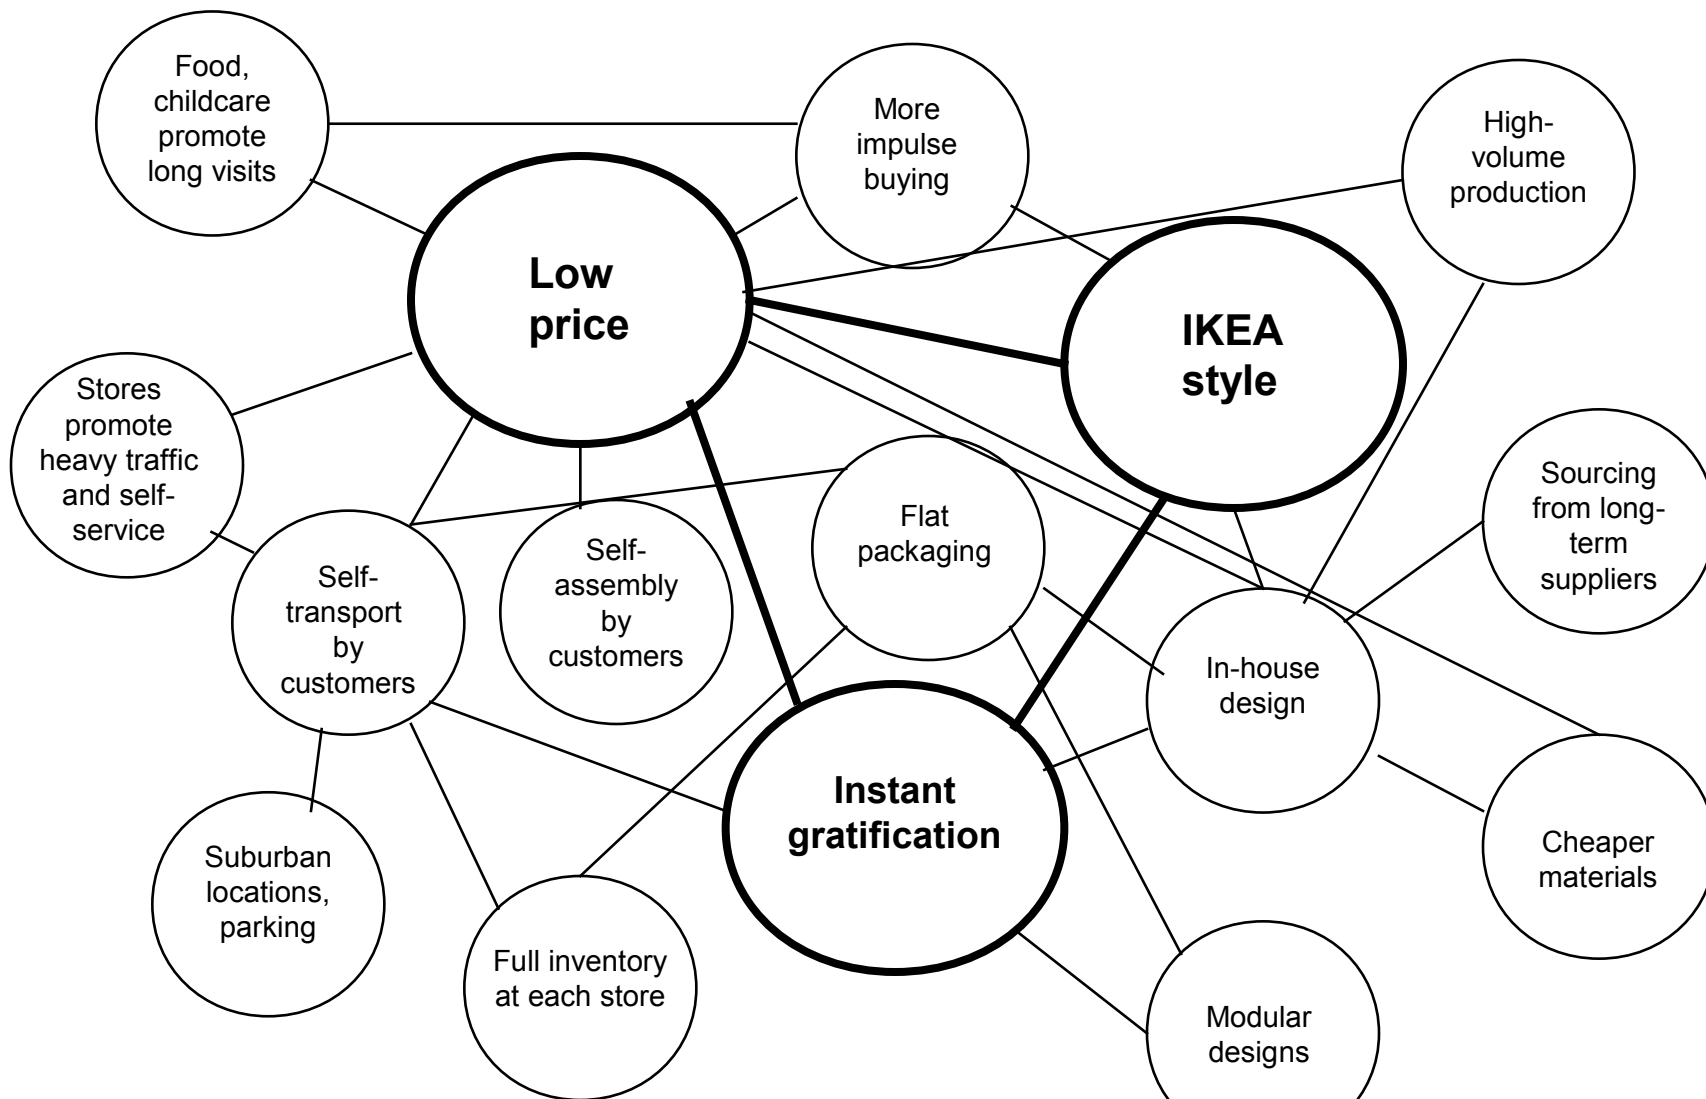 Food,
childcare
promote
long visits
More
impulse
buying
High-
volume
production
Low
price
IKEA
style
Stores
promote
heavy traffic
and self-
service
Sourcing
from long-
term
suppliers
Flat
packaging
Self-
assembly
by
customers
Self-
transport
by
customers
In-house
design
Instant
gratification
Suburban
locations,
parking
Cheaper
materials
Full inventory
at each store
Modular
designs